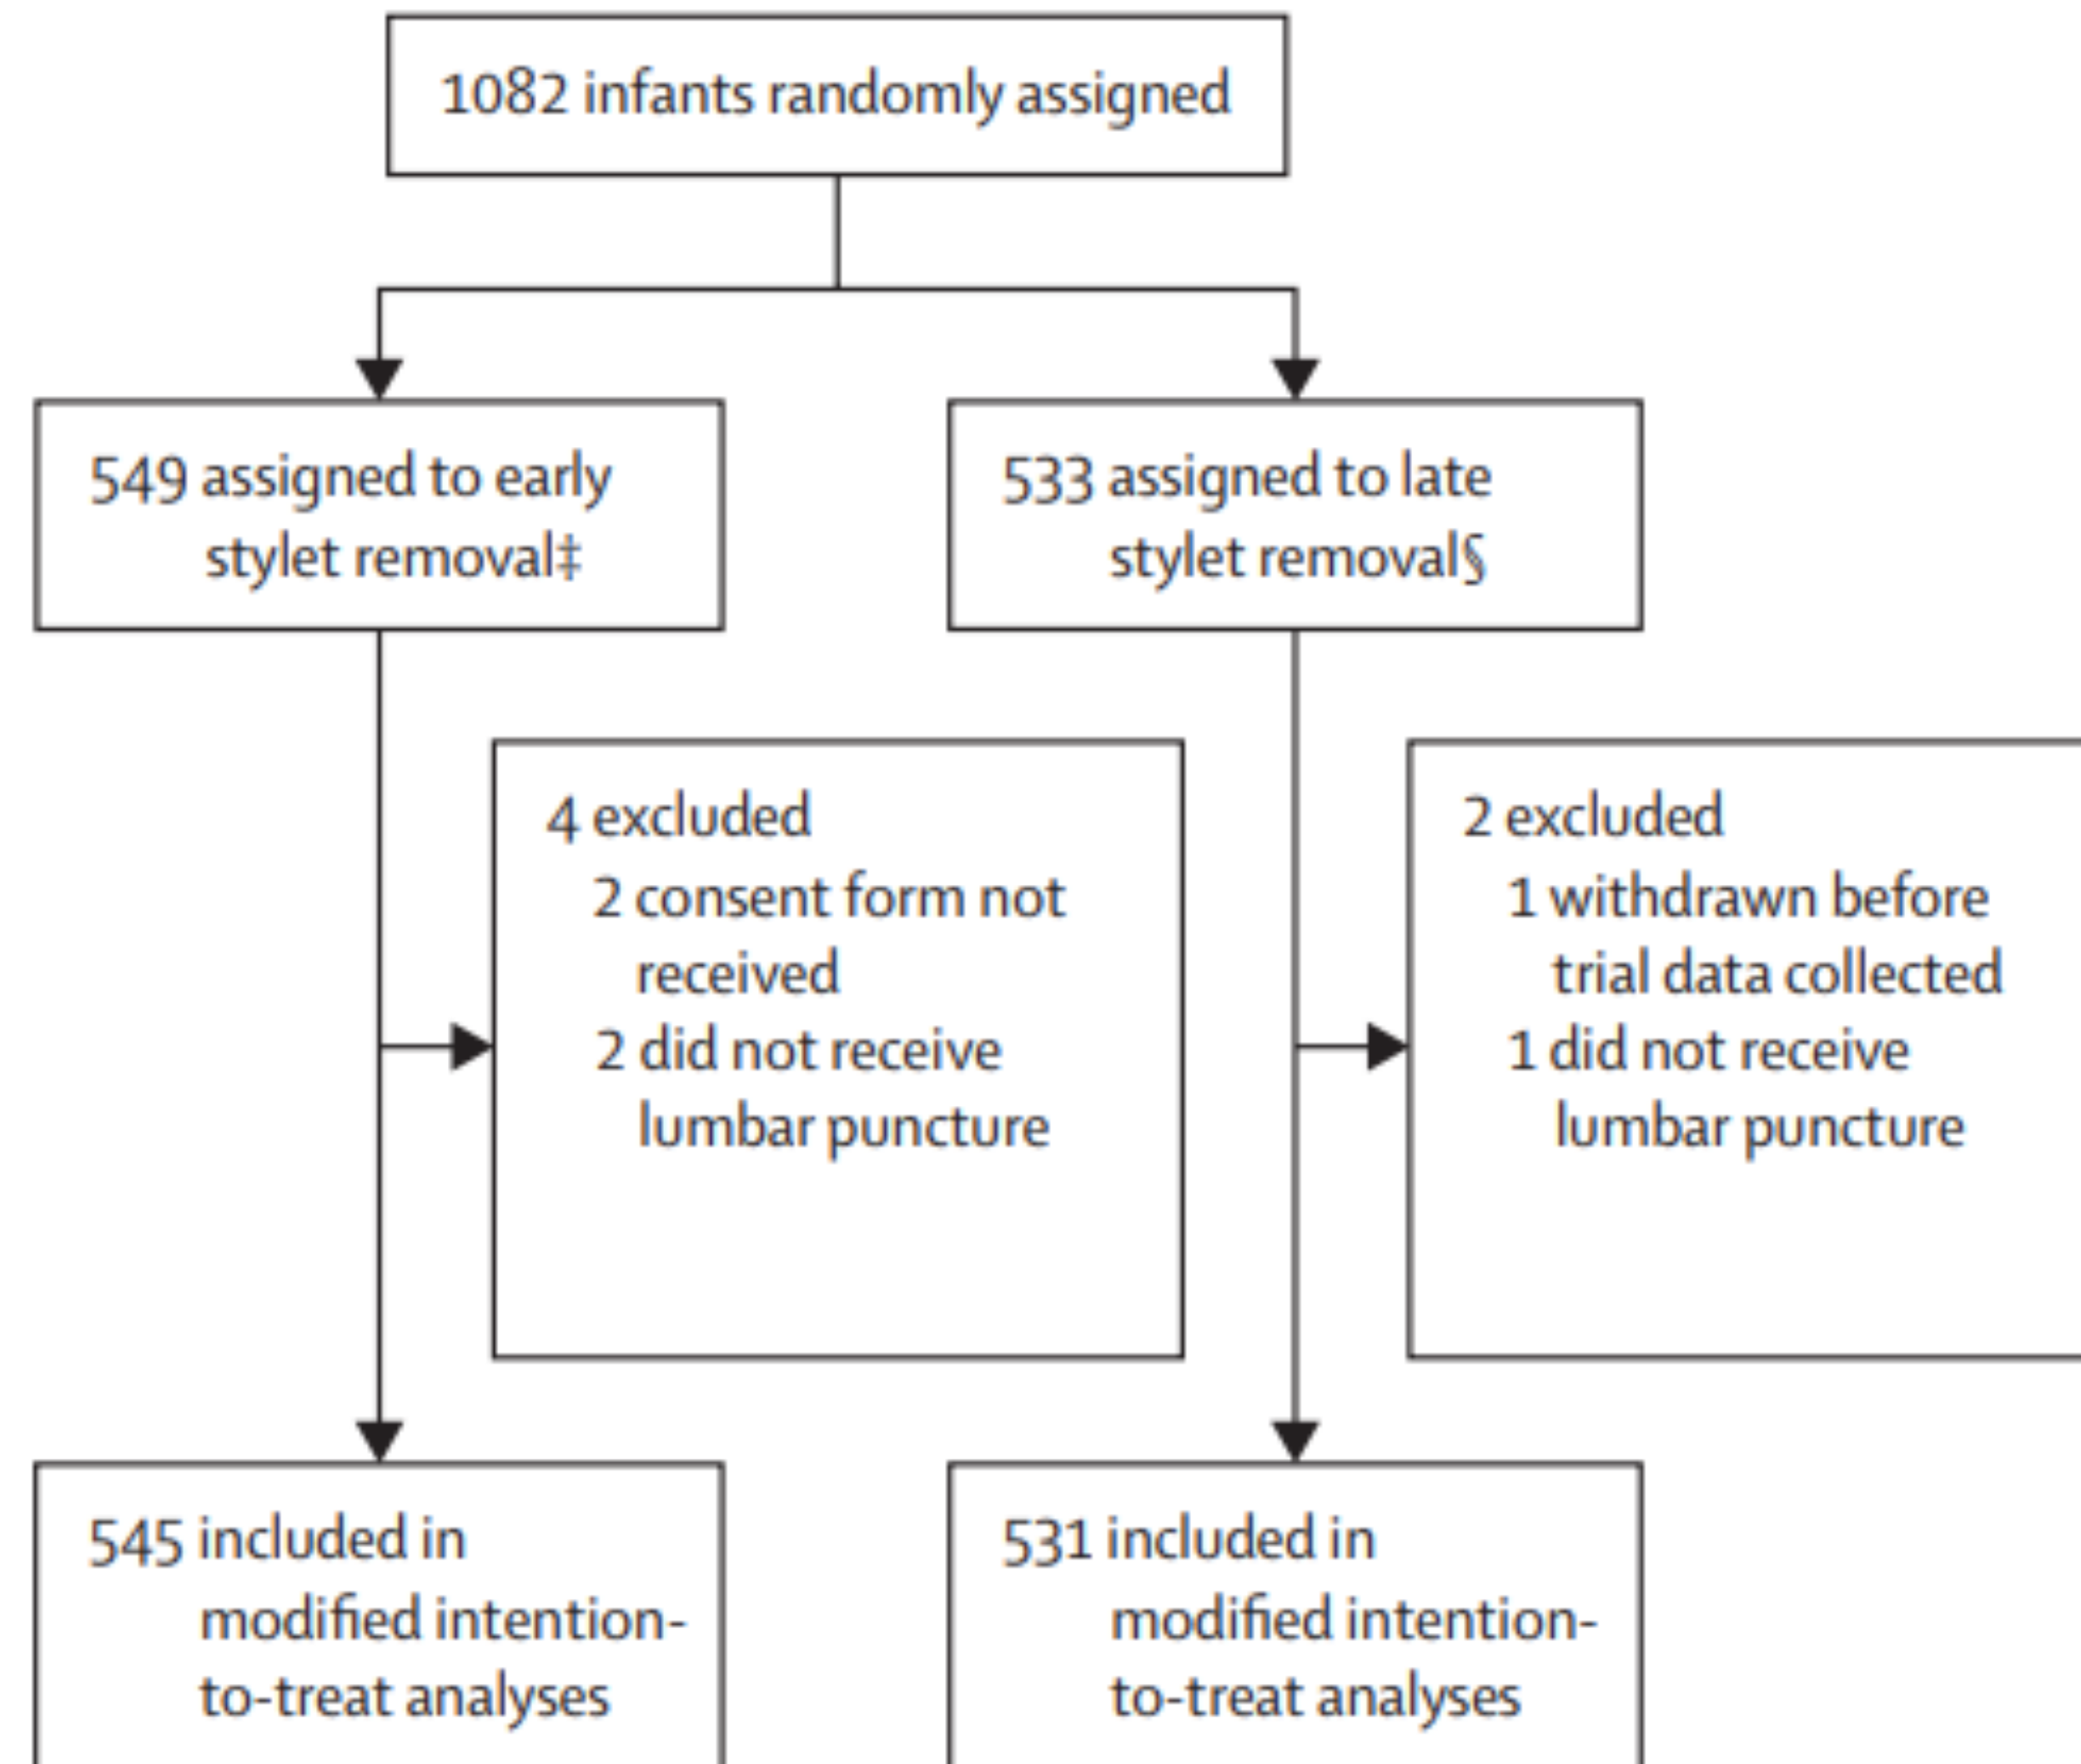 1082 infants randomly assigned
549 assigned to early
stylet removal‡
533 assigned to late
stylet removal§
4 excluded
2 consent form not
received
2 did not receive
lumbar puncture
2 excluded
1 withdrawn before
trial data collected
1 did not receive
lumbar puncture
545 included in
modified intention-
to-treat analyses
531 included in
modified intention-
to-treat analyses